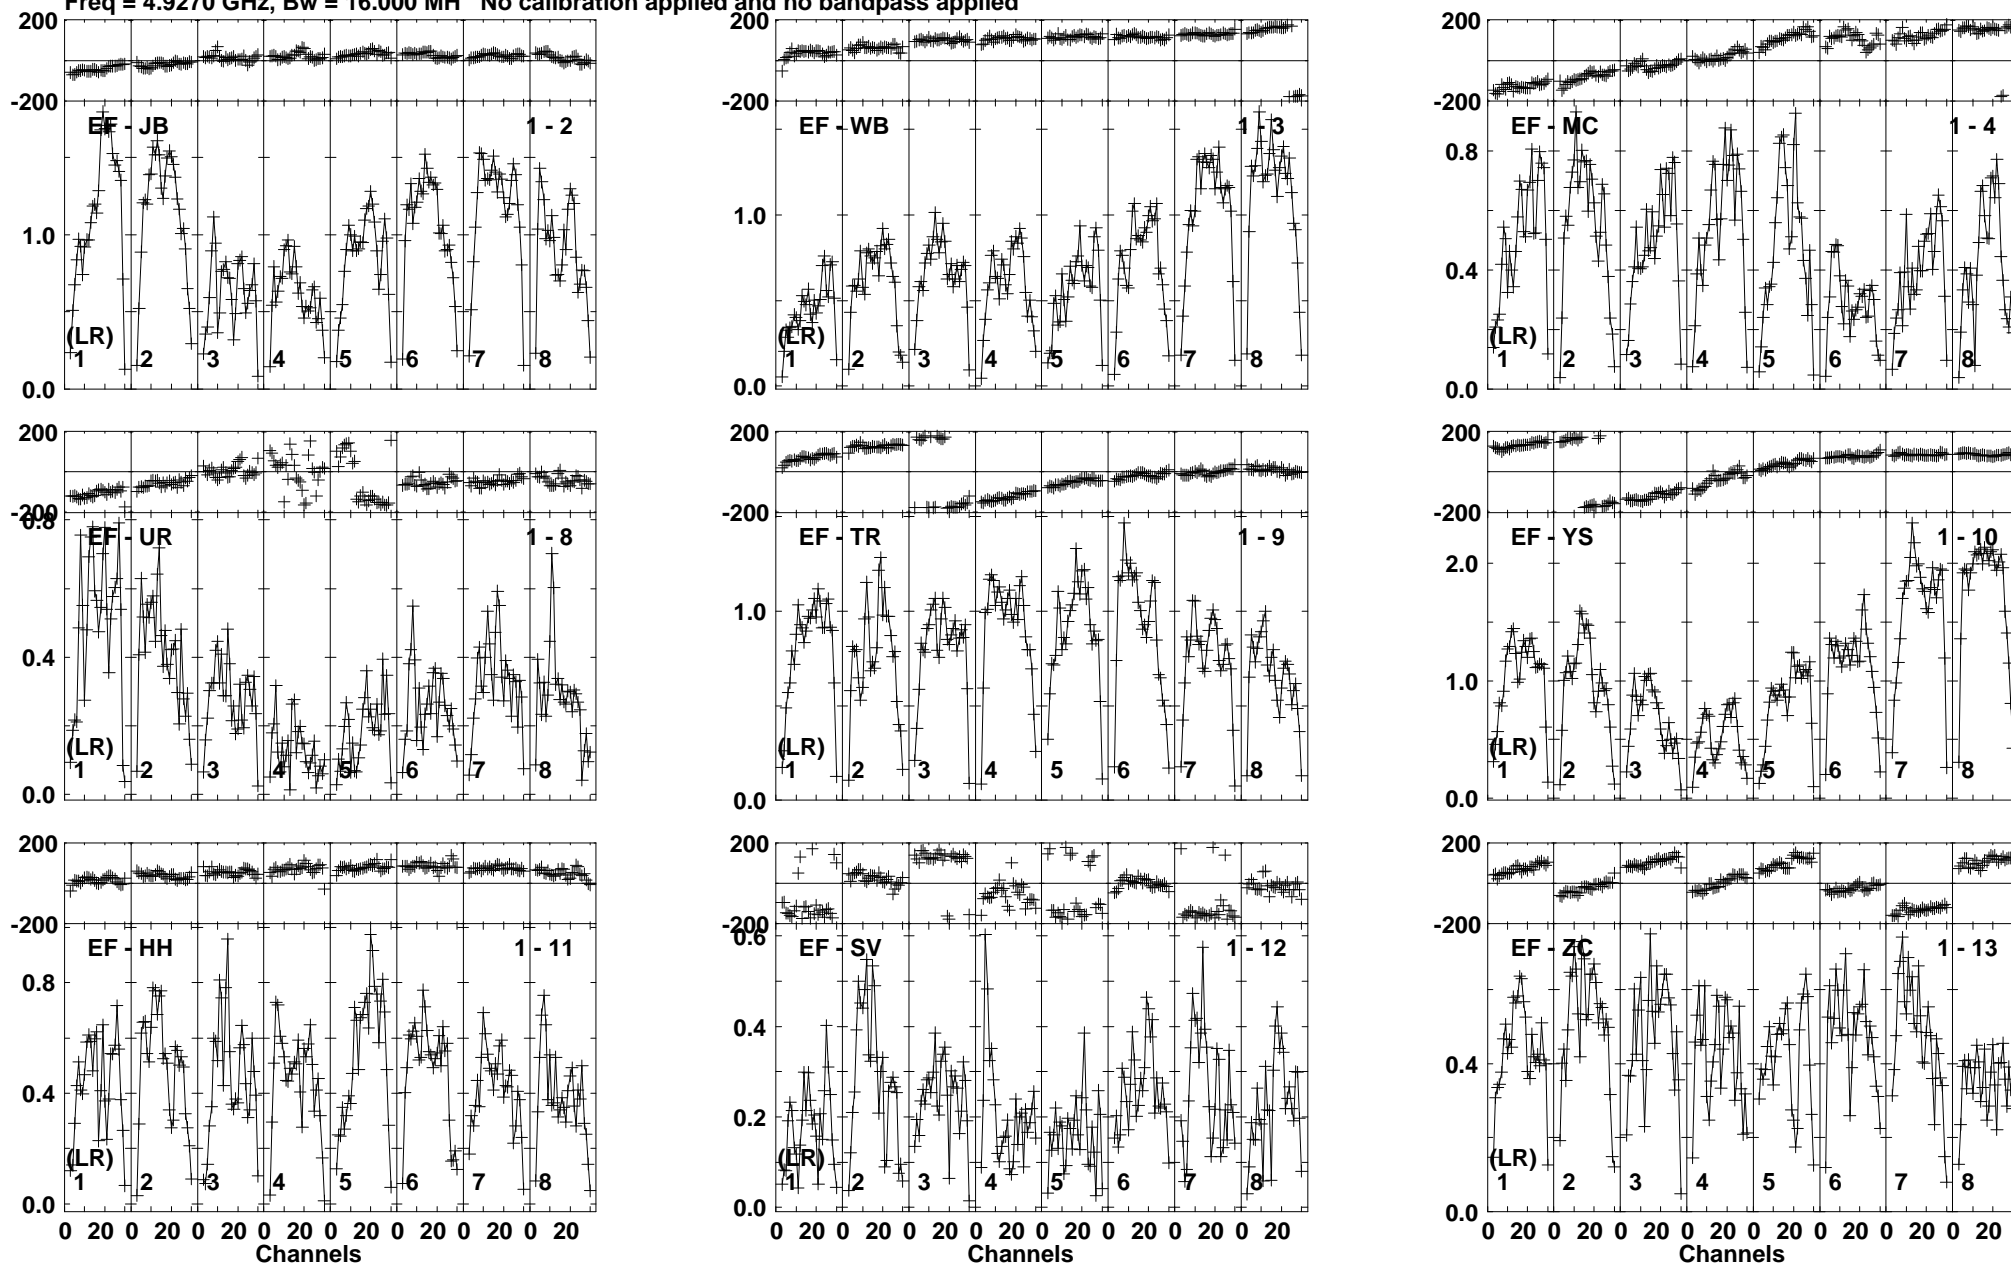 Freq = 4.9270 GHz, Bw = 16.000 MH No calibration applied and no bandpass applied
200 200 200
-200 -200 -200
EF - JB 1 - 2 EF - WB 1 - 3 EF - MC 1 - 4
0.8
1.0 1.0
0.4
(LR) (LR) (LR)
1 2 3 4 5 6 7 8 1 2 3 4 5 6 7 8 1 2 3 4 5 6 7 8
0.0 0.0 0.0
200 200 200
-200 -200 -200
0.8
EF - UR 1 - 8 EF - TR 1 - 9 EF - YS 1 - 10
2.0
1.0
0.4 1.0
(LR) (LR) (LR)
1 2 3 4 5 6 7 8 1 2 3 4 5 6 7 8 1 2 3 4 5 6 7 8
0.0 0.0 0.0
200 200 200
-200 -200 -200
0.6
EF - HH 1 - 11 EF - SV 1 - 12 EF - ZC 1 - 13
0.8
0.4
0.4 0.4
0.2
(LR) (LR)
1 2 3 4 5 6 7 8 1 2 3 4 5 6 7 8 1 2 3 4 5 6 7 8
0.0 0.0 0.0
0 20 0 20 0 20 0 20 0 20 0 20 0 20 0 20 0 20 0 20 0 20 0 20 0 20 0 20 0 20 0 20 0 20 0 20 0 20 0 20 0 20 0 20 0 20 0 20
Channels Channels Channels